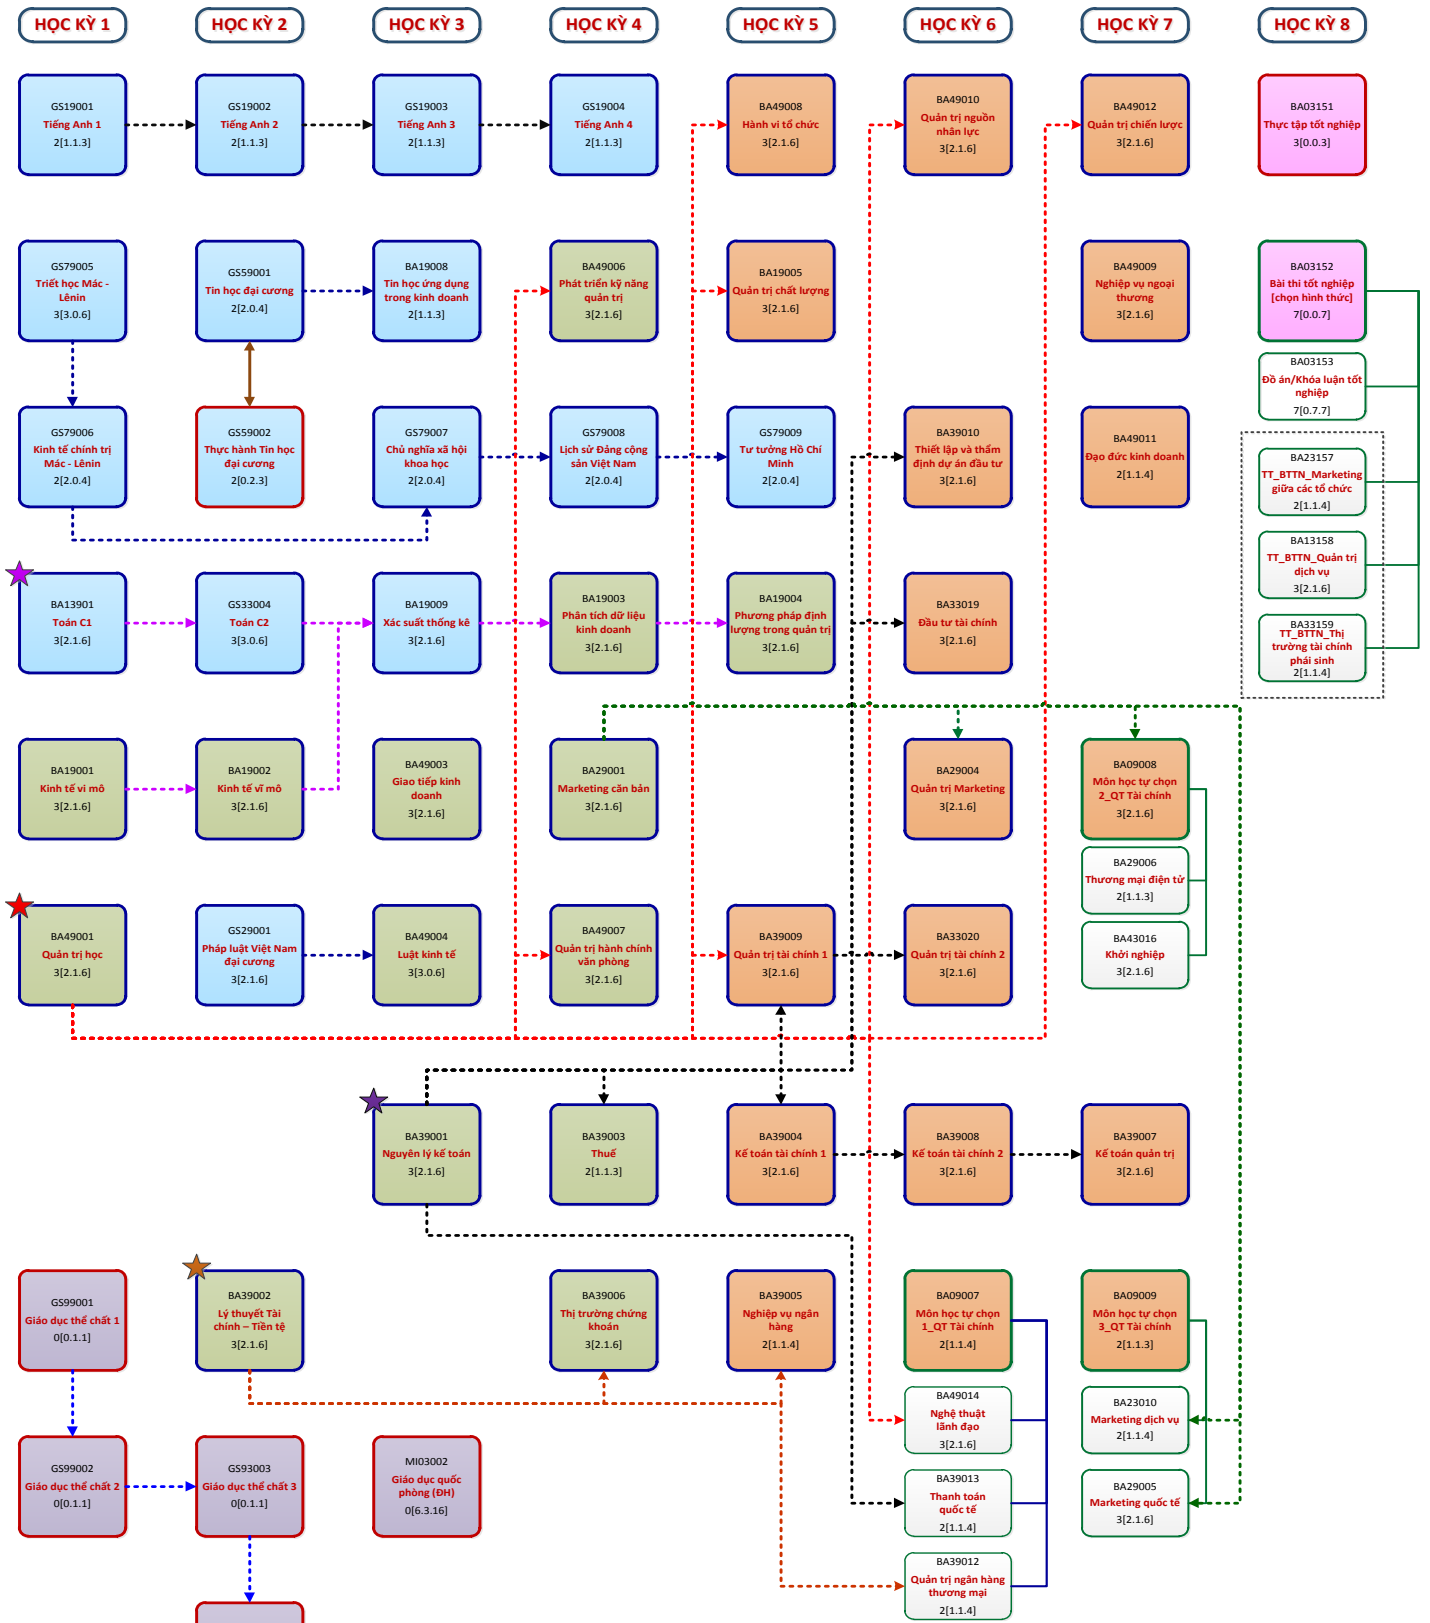 HỌC KỲ 1
HỌC KỲ 2
HỌC KỲ 3
HỌC KỲ 4
HỌC KỲ 5
HỌC KỲ 6
HỌC KỲ 7
HỌC KỲ 8
GS19001
Tiếng Anh 1
2[1.1.3]
GS19002
Tiếng Anh 2
2[1.1.3]
GS19003
Tiếng Anh 3
2[1.1.3]
GS19004
Tiếng Anh 4
2[1.1.3]
BA49008
Hành vi tổ chức
3[2.1.6]
BA49010
Quản trị nguồn
nhân lực
3[2.1.6]
BA49012
Quản trị chiến lược
3[2.1.6]
BA03151
Thực tập tốt nghiệp
3[0.0.3]
GS79005
Triết học Mác -
Lênin
3[3.0.6]
GS59001
Tin học đại cương
2[2.0.4]
BA19008
Tin học ứng dụng
trong kinh doanh
2[1.1.3]
BA49006
Phát triển kỹ năng
quản trị
3[2.1.6]
BA19005
Quản trị chất lượng
3[2.1.6]
BA49009
Nghiệp vụ ngoại
thương
3[2.1.6]
BA03152
Bài thi tốt nghiệp
[chọn hình thức]
7[0.0.7]
BA03153
Đồ án/Khóa luận tốt
nghiệp
7[0.7.7]
GS79006
Kinh tế chính trị
Mác - Lênin
2[2.0.4]
GS59002
Thực hành Tin học
đại cương
2[0.2.3]
GS79007
Chủ nghĩa xã hội
khoa học
2[2.0.4]
GS79008
Lịch sử Đảng cộng
sản Việt Nam
2[2.0.4]
GS79009
Tư tưởng Hồ Chí
Minh
2[2.0.4]
BA39010
Thiết lập và thẩm
định dự án đầu tư
3[2.1.6]
BA49011
Đạo đức kinh doanh
2[1.1.4]
BA23157
TT_BTTN_Marketing
giữa các tổ chức
2[1.1.4]
BA13158
TT_BTTN_Quản trị
dịch vụ
3[2.1.6]
BA33159
TT_BTTN_Thị
trường tài chính
phái sinh
2[1.1.4]
BA13901
Toán C1
3[2.1.6]
GS33004
Toán C2
3[3.0.6]
BA19009
Xác suất thống kê
3[2.1.6]
BA19003
Phân tích dữ liệu
kinh doanh
3[2.1.6]
BA19004
Phương pháp định
lượng trong quản trị
3[2.1.6]
BA33019
Đầu tư tài chính
3[2.1.6]
BA19001
Kinh tế vi mô
3[2.1.6]
BA19002
Kinh tế vĩ mô
3[2.1.6]
BA49003
Giao tiếp kinh
doanh
3[2.1.6]
BA29001
Marketing căn bản
3[2.1.6]
BA29004
Quản trị Marketing
3[2.1.6]
BA09008
Môn học tự chọn
2_QT Tài chính
3[2.1.6]
BA29006
Thương mại điện tử
2[1.1.3]
BA43016
Khởi nghiệp
3[2.1.6]
BA49001
Quản trị học
3[2.1.6]
GS29001
Pháp luật Việt Nam
đại cương
3[2.1.6]
BA49004
Luật kinh tế
3[3.0.6]
BA49007
Quản trị hành chính
văn phòng
3[2.1.6]
BA39009
Quản trị tài chính 1
3[2.1.6]
BA33020
Quản trị tài chính 2
3[2.1.6]
BA39001
Nguyên lý kế toán
3[2.1.6]
BA39003
Thuế
2[1.1.3]
BA39004
Kế toán tài chính 1
3[2.1.6]
BA39008
Kế toán tài chính 2
3[2.1.6]
BA39007
Kế toán quản trị
3[2.1.6]
GS99001
Giáo dục thể chất 1
0[0.1.1]
BA39002
Lý thuyết Tài
chính – Tiền tệ
3[2.1.6]
BA39006
Thị trường chứng
khoán
3[2.1.6]
BA39005
Nghiệp vụ ngân
hàng
2[1.1.4]
BA09007
Môn học tự chọn
1_QT Tài chính
2[1.1.4]
BA09009
Môn học tự chọn
3_QT Tài chính
2[1.1.3]
BA49014
Nghệ thuật
lãnh đạo
3[2.1.6]
BA23010
Marketing dịch vụ
2[1.1.4]
GS99002
Giáo dục thể chất 2
0[0.1.1]
GS93003
Giáo dục thể chất 3
0[0.1.1]
MI03002
Giáo dục quốc
phòng (ĐH)
0[6.3.16]
BA39013
Thanh toán
quốc tế
2[1.1.4]
BA29005
Marketing quốc tế
3[2.1.6]
BA39012
Quản trị ngân hàng
thương mại
2[1.1.4]